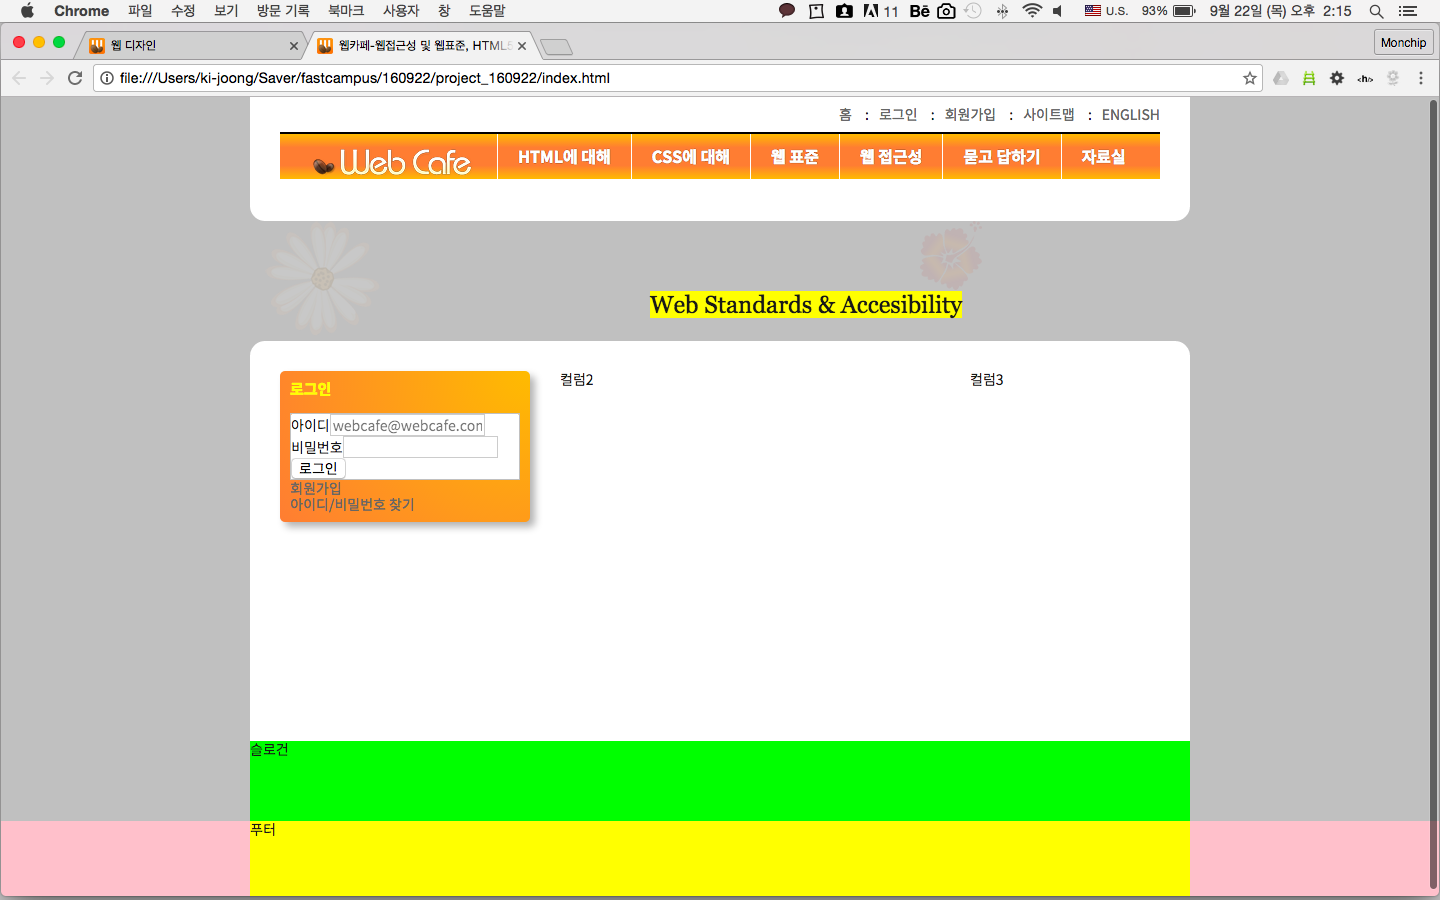 Chrome 파일 수정 보기 방문 기록 북마크 사용자 창 도움말 11 Bē U.S. 93% 9월 22일 (목) 오후 2:15
웹 디자인 웹카페-웹접근성 및 웹표준, HTML5 Monchip
file:///Users/ki-joong/Saver/fastcampus/160922/project_160922/index.html <h/>
홈 : 로그인 : 회원가입 : 사이트맵 : ENGLISH
Web Cafe HTML에 대해 CSS에 대해 웹 표준 웹 접근성 묻고 답하기 자료실
Web Standards & Accesibility
로그인 컬럼2 컬럼3
아이디 webcafe@webcafe.con
비밀번호
로그인
회원가입
아이디/비밀번호 찾기
슬로건
푸터